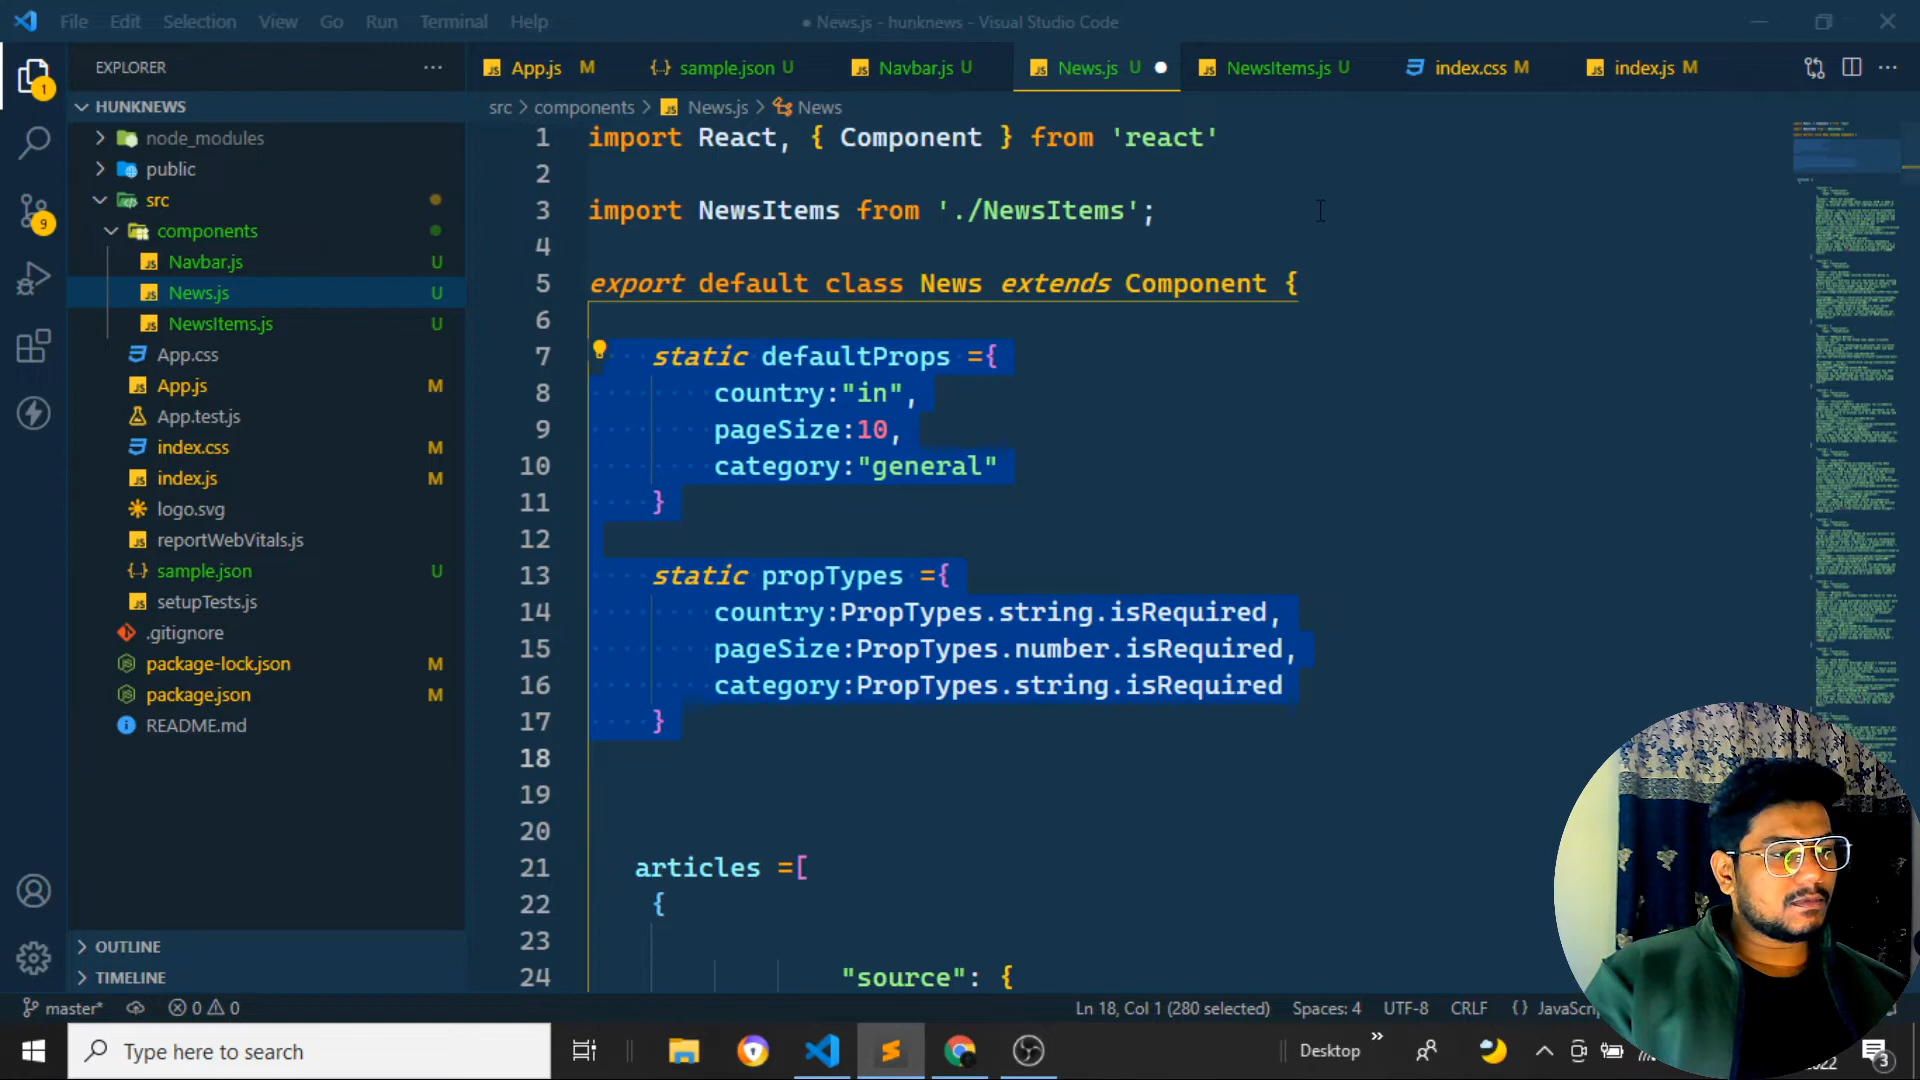 File Edit Selection View Go Run Terminal Help
● News.js - hunknews - Visual Studio Code
EXPLORER
App.js M
sample.json U
Navbar.js U
News.js U
NewsItems.js U
index.css M
index.js M
HUNKNEWS
src > components > News.js > News
node_modules
public
src
components
Navbar.js U
News.js U
NewsItems.js U
App.css
App.js M
App.test.js
index.css M
index.js M
logo.svg
reportWebVitals.js
sample.json U
setupTests.js
.gitignore
package-lock.json M
package.json M
README.md
OUTLINE
TIMELINE
1
9
1 import React, { Component } from 'react'
2
3 import NewsItems from './NewsItems';
4
5 export default class News extends Component {
6
7 static defaultProps ={
8 country:"in",
9 pageSize:10,
10 category:"general"
11 }
12
13 static propTypes ={
14 country:PropTypes.string.isRequired,
15 pageSize:PropTypes.number.isRequired,
16 category:PropTypes.string.isRequired
17 }
18
19
20
21 articles =[
22 {
23
24 "source": {
master* 0 0
Ln 18, Col 1 (280 selected) Spaces: 4 UTF-8 CRLF {}
Type here to search
Desktop
3